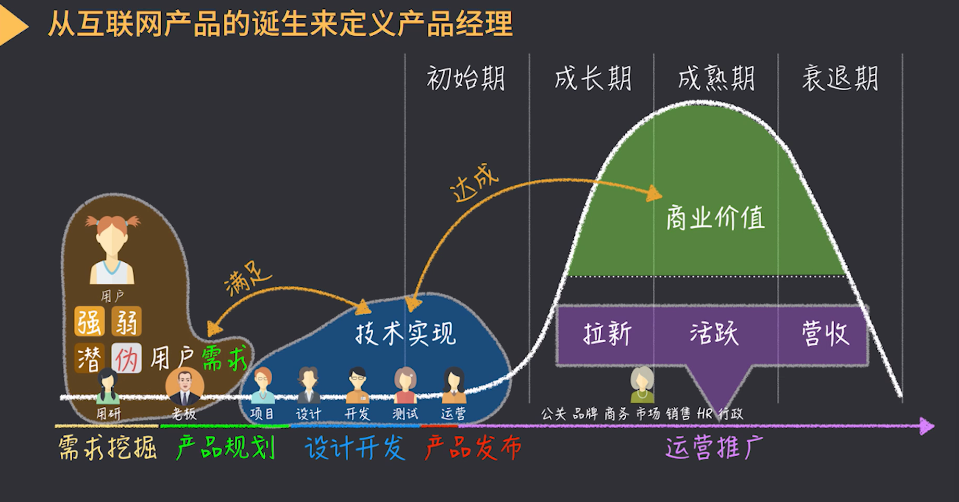 从互联网产品的诞生来定义产品经理
初始期 成长期 成熟期 衰退期
达成
商业价值
满足
用户
强 弱
潜 伪 用户需求
技术实现
拉新 活跃 营收
用研 老板 项目 设计 开发 测试 运营
公关 品牌 商务 市场 销售 HR 行政
需求挖掘 产品规划 设计开发 产品发布 运营推广